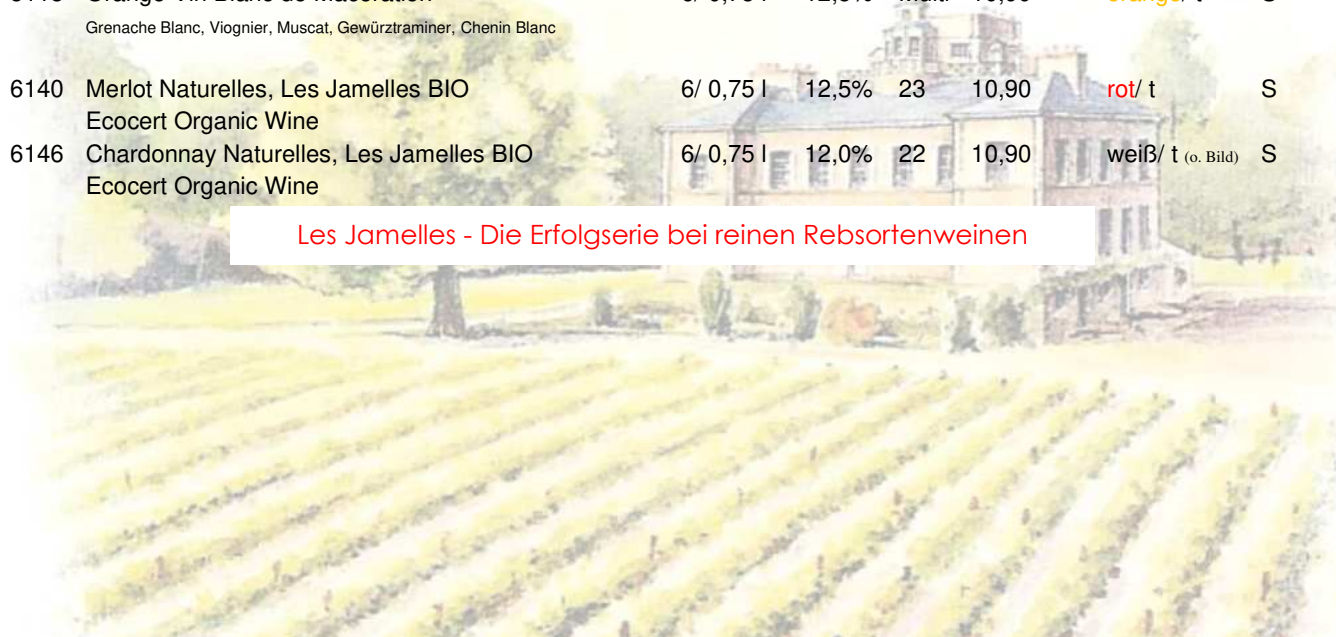 Grenache Blanc, Viognier, Muscat, Gewürztraminer, Chenin Blanc
6140 Merlot Naturelles, Les Jamelles BIO 6/ 0,75 l 12,5% 23 10,90 rot/ t S
Ecocert Organic Wine
6146 Chardonnay Naturelles, Les Jamelles BIO 6/ 0,75 l 12,0% 22 10,90 weiß/ t (o. Bild) S
Ecocert Organic Wine
Les Jamelles - Die Erfolgserie bei reinen Rebsortenweinen